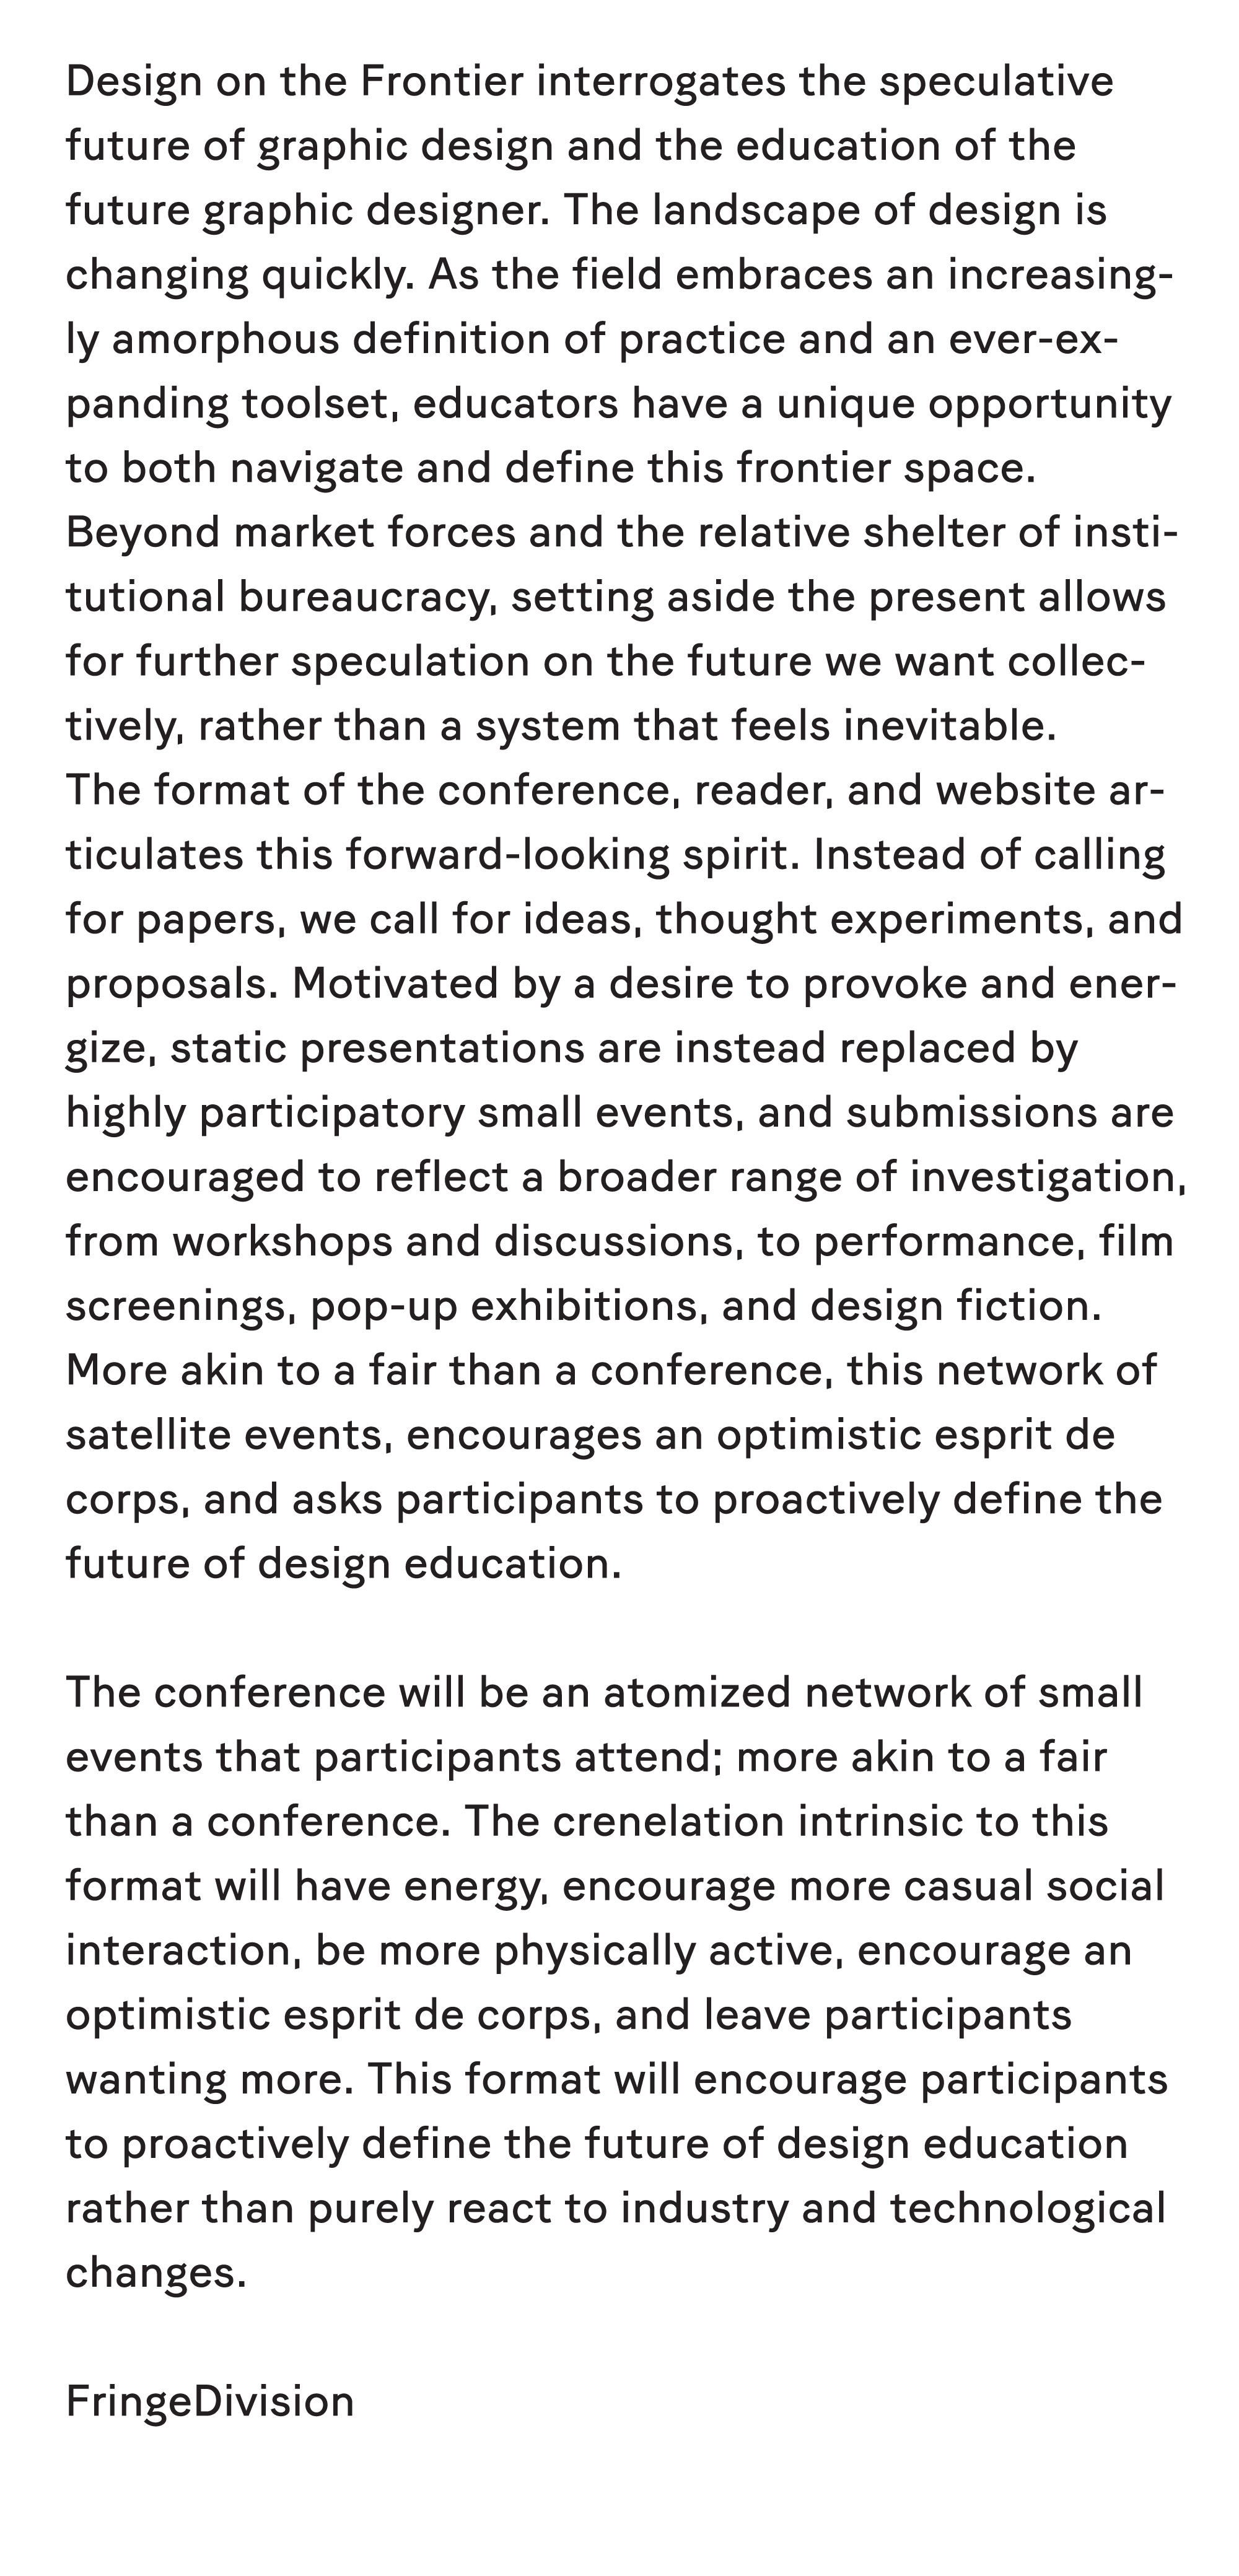 Design on the Frontier interrogates the speculative
future of graphic design and the education of the
future graphic designer. The landscape of design is
changing quickly. As the field embraces an increasing-
ly amorphous definition of practice and an ever-ex-
panding toolset, educators have a unique opportunity
to both navigate and define this frontier space.
Beyond market forces and the relative shelter of insti-
tutional bureaucracy, setting aside the present allows
for further speculation on the future we want collec-
tively, rather than a system that feels inevitable.
The format of the conference, reader, and website ar-
ticulates this forward-looking spirit. Instead of calling
for papers, we call for ideas, thought experiments, and
proposals. Motivated by a desire to provoke and ener-
gize, static presentations are instead replaced by
highly participatory small events, and submissions are
encouraged to reflect a broader range of investigation,
from workshops and discussions, to performance, film
screenings, pop-up exhibitions, and design fiction.
More akin to a fair than a conference, this network of
satellite events, encourages an optimistic esprit de
corps, and asks participants to proactively define the
future of design education.

The conference will be an atomized network of small
events that participants attend; more akin to a fair
than a conference. The crenelation intrinsic to this
format will have energy, encourage more casual social
interaction, be more physically active, encourage an
optimistic esprit de corps, and leave participants
wanting more. This format will encourage participants
to proactively define the future of design education
rather than purely react to industry and technological
changes.

FringeDivision